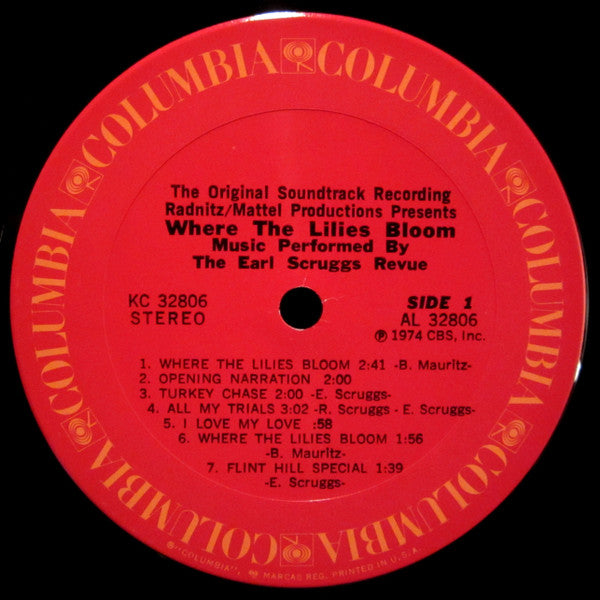 COLUMBIA COLUMBIA COLUMBIA COLUMBIA COLUMBIA COLUMBIA
The Original Soundtrack Recording
Radnitz/Mattel Productions Presents
Where The Lilies Bloom
Music Performed By
The Earl Scruggs Revue
KC 32806
STEREO
SIDE 1
AL 32806
℗ 1974 CBS, Inc.
1. WHERE THE LILIES BLOOM 2:41 -B. Mauritz-
2. OPENING NARRATION 2:00
3. TURKEY CHASE 2:00 -E. Scruggs-
4. ALL MY TRIALS 3:02 -R. Scruggs - E. Scruggs-
5. I LOVE MY LOVE :58
6. WHERE THE LILIES BLOOM 1:56
-B. Mauritz-
7. FLINT HILL SPECIAL 1:39
-E. Scruggs-
®"COLUMBIA", MARCAS REG. PRINTED IN U.S.A.